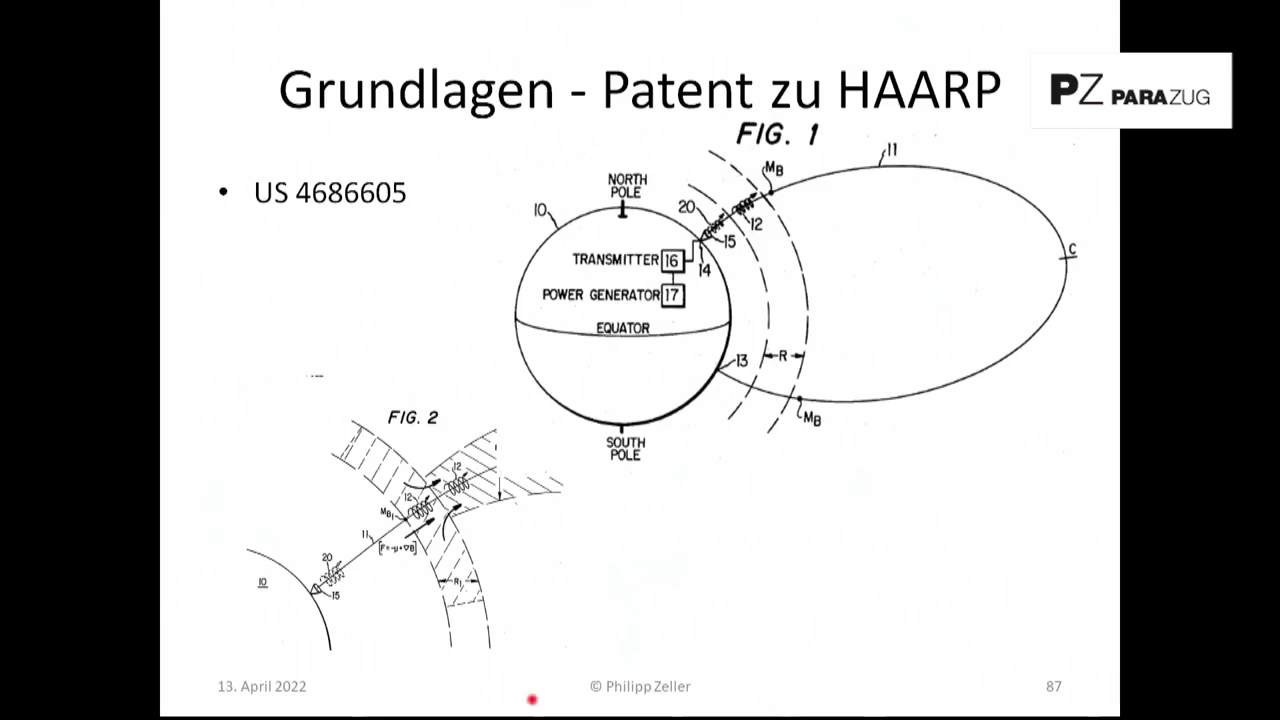 Grundlagen - Patent zu HAARP
PZ PARAZUG
• US 4686605
FIG. 1
11
MB
NORTH
POLE
10
20
12
15
C
TRANSMITTER 16
14
POWER GENERATOR 17
EQUATOR
13
R
MB
SOUTH
POLE
FIG. 2
12
12
MB1
11
[F=-μ•∇B]
20
10
R1
15
13. April 2022
© Philipp Zeller
87